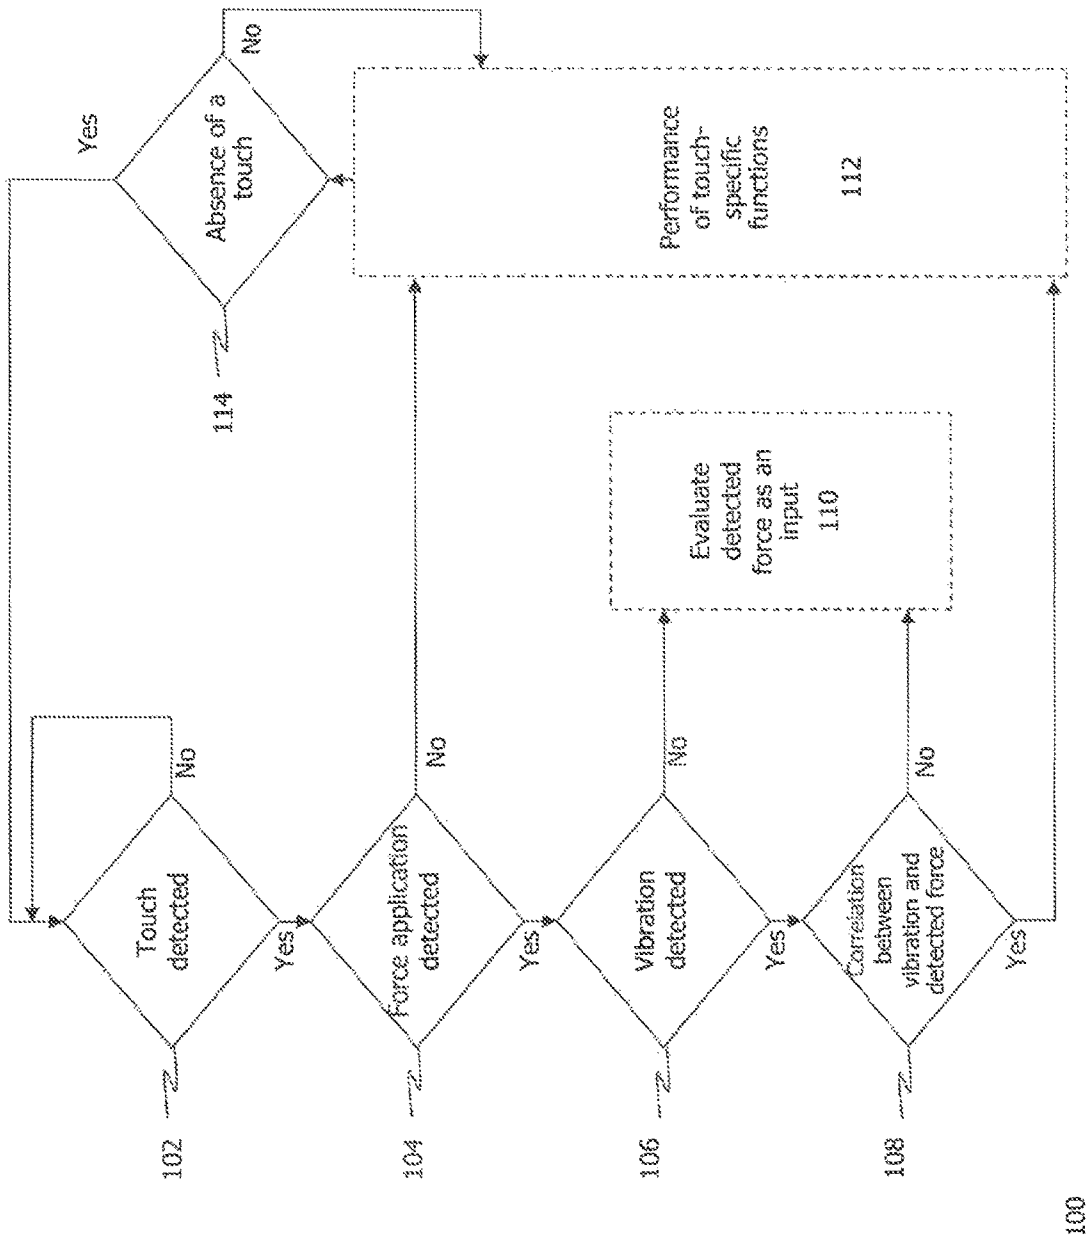 Touch
detected
No
Yes
102
Force application
detected
No
Yes
104
Vibration
detected
No
Yes
106
Correlation
between
vibration and
detected force
No
Yes
108
Evaluate
detected
force as an
input
110
Performance
of touch-
specific
functions
112
Absence of a
touch
Yes
No
114
100